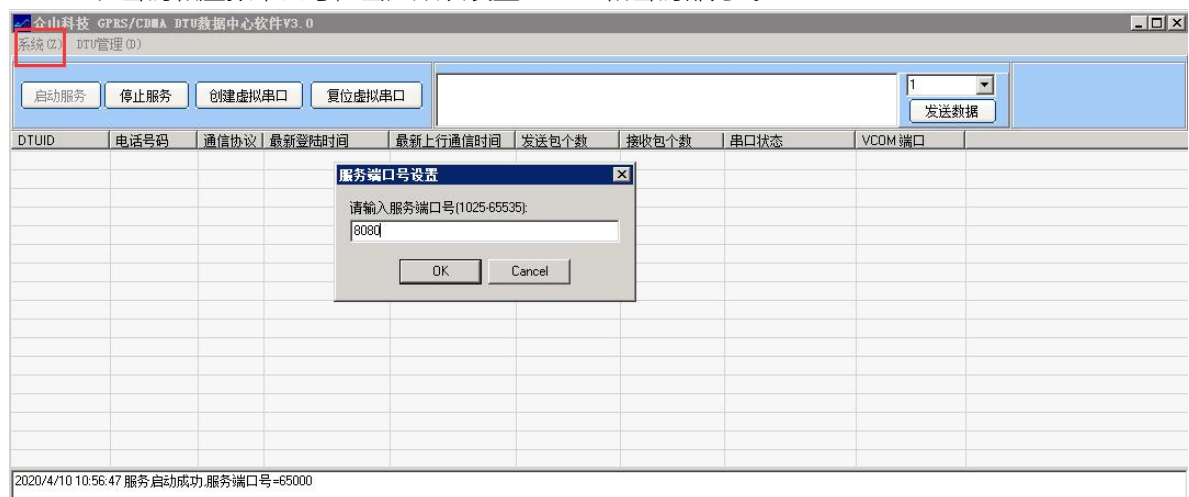 众山科技 GPRS/CDMA DTU数据中心软件V3.0
系统(Z) DTU管理(D)
启动服务 停止服务 创建虚拟串口 复位虚拟串口 1
发送数据
DTUID 电话号码 通信协议 最新登陆时间 最新上行通信时间 发送包个数 接收包个数 串口状态 VCOM端口
服务端口号设置
请输入服务端口号(1025-65535):
8080
OK Cancel
2020/4/10 10:56:47 服务启动成功.服务端口号=65000